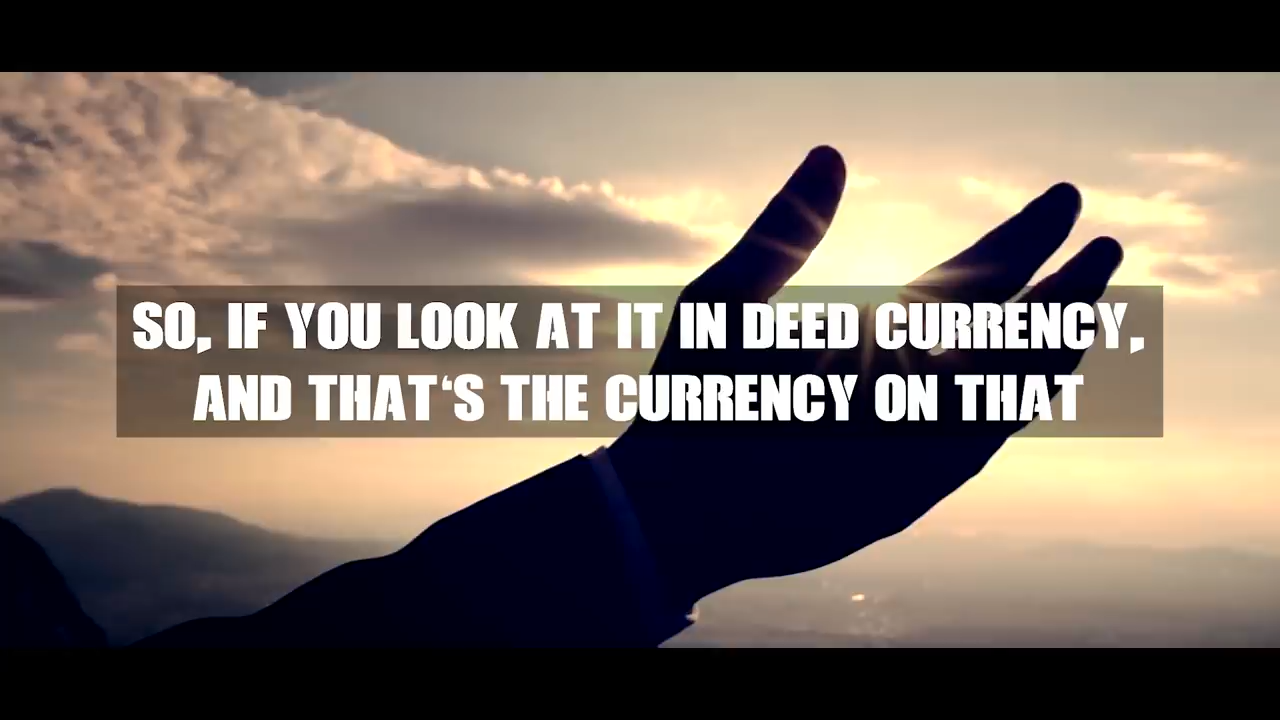 SO, IF YOU LOOK AT IT IN DEED CURRENCY,
AND THAT'S THE CURRENCY ON THAT